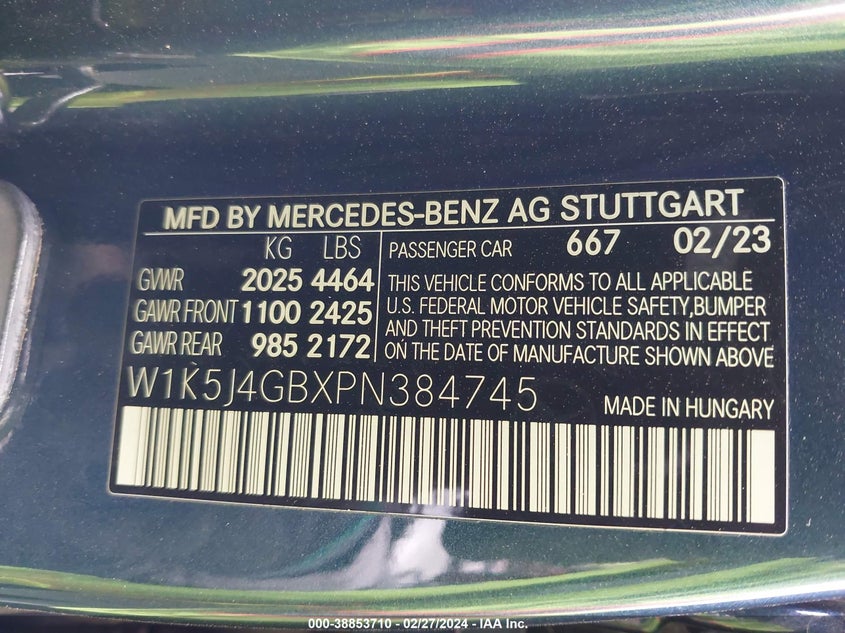 MFD BY MERCEDES-BENZ AG STUTTGART
KG LBS
GVWR 2025 4464
GAWR FRONT 1100 2425
GAWR REAR 985 2172
PASSENGER CAR 667 02/23
THIS VEHICLE CONFORMS TO ALL APPLICABLE
U.S. FEDERAL MOTOR VEHICLE SAFETY,BUMPER
AND THEFT PREVENTION STANDARDS IN EFFECT
ON THE DATE OF MANUFACTURE SHOWN ABOVE
W1K5J4GBXPN384745
MADE IN HUNGARY
000-38853710 - 02/27/2024 - IAA Inc.